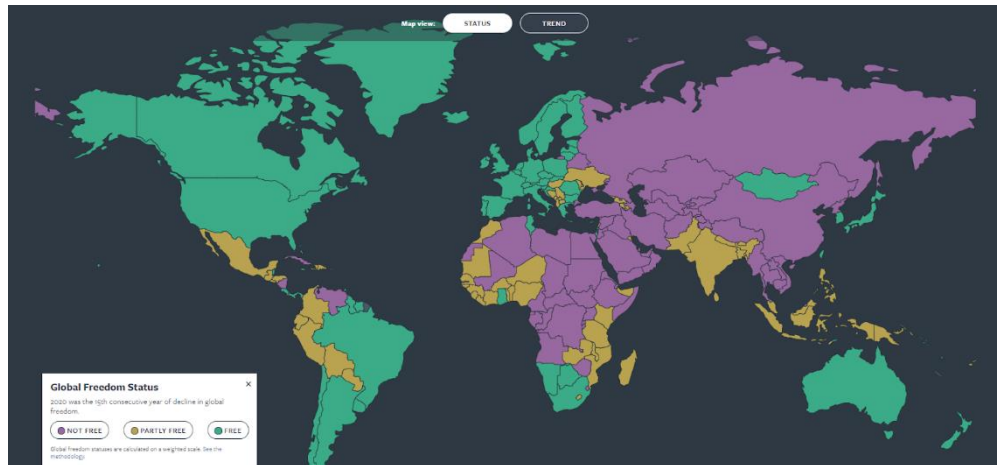 Map view: STATUS TREND
Global Freedom Status ×
2020 was the 15th consecutive year of decline in global
freedom.
NOT FREE PARTLY FREE FREE
Global freedom statuses are calculated on a weighted scale. See the
methodology